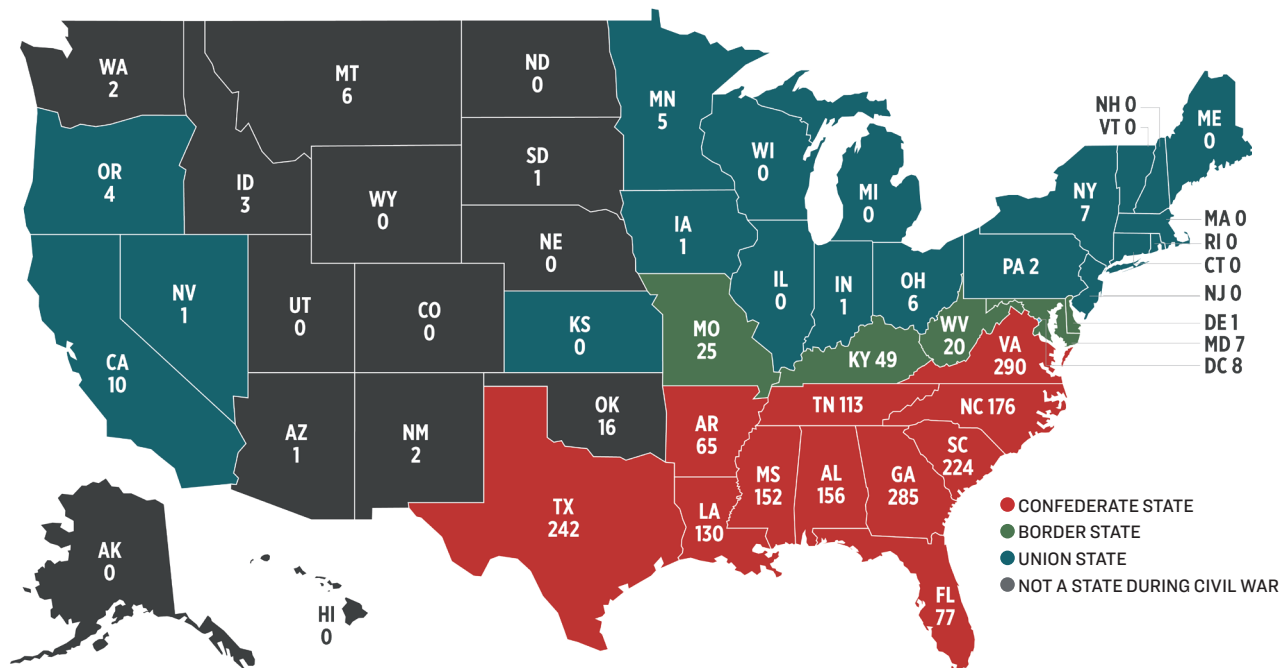 WA
2
MT
6
ND
0
MN
5
OR
4
ID
3
WY
0
SD
1
WI
0
MI
0
NH 0
VT 0
ME
0
NY
7
MA 0
RI 0
CT 0
NJ 0
DE 1
MD 7
DC 8
NE
0
IA
1
IL
0
IN
1
OH
6
PA 2
NV
1
UT
0
CO
0
KS
0
MO
25
KY 49
WV
20
VA
290
CA
10
AZ
1
NM
2
OK
16
AR
65
TN 113
NC 176
SC
224
TX
242
LA
130
MS
152
AL
156
GA
285
FL
77
AK
0
HI
0
CONFEDERATE STATE
BORDER STATE
UNION STATE
NOT A STATE DURING CIVIL WAR